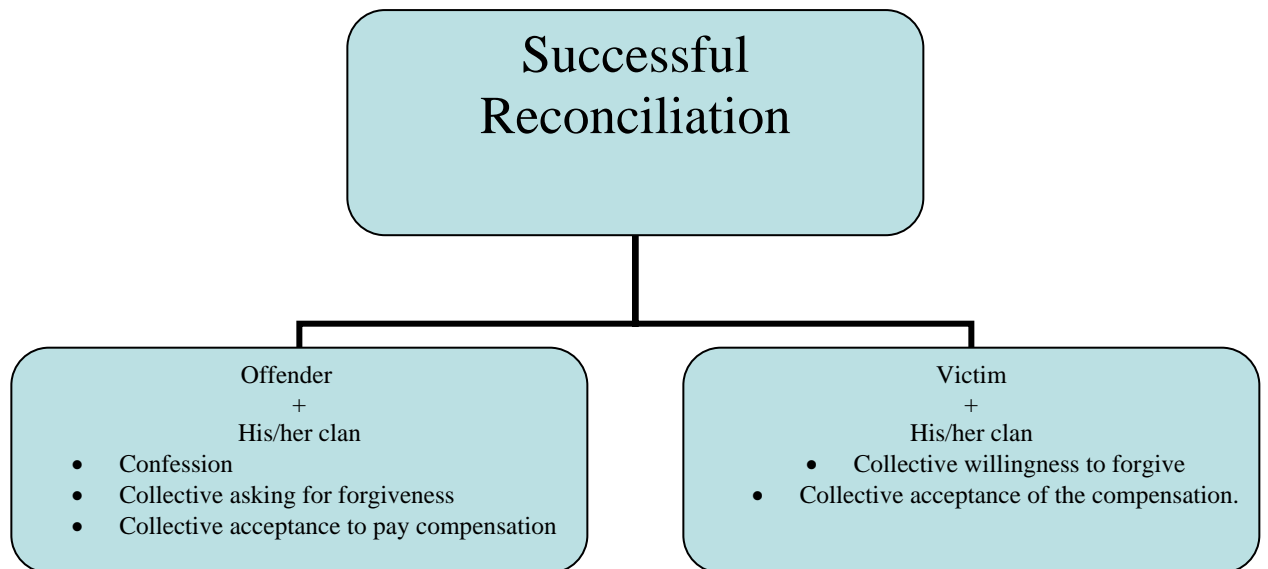 Successful
Reconciliation
Offender
+
His/her clan
• Confession
• Collective asking for forgiveness
• Collective acceptance to pay compensation
Victim
+
His/her clan
• Collective willingness to forgive
• Collective acceptance of the compensation.